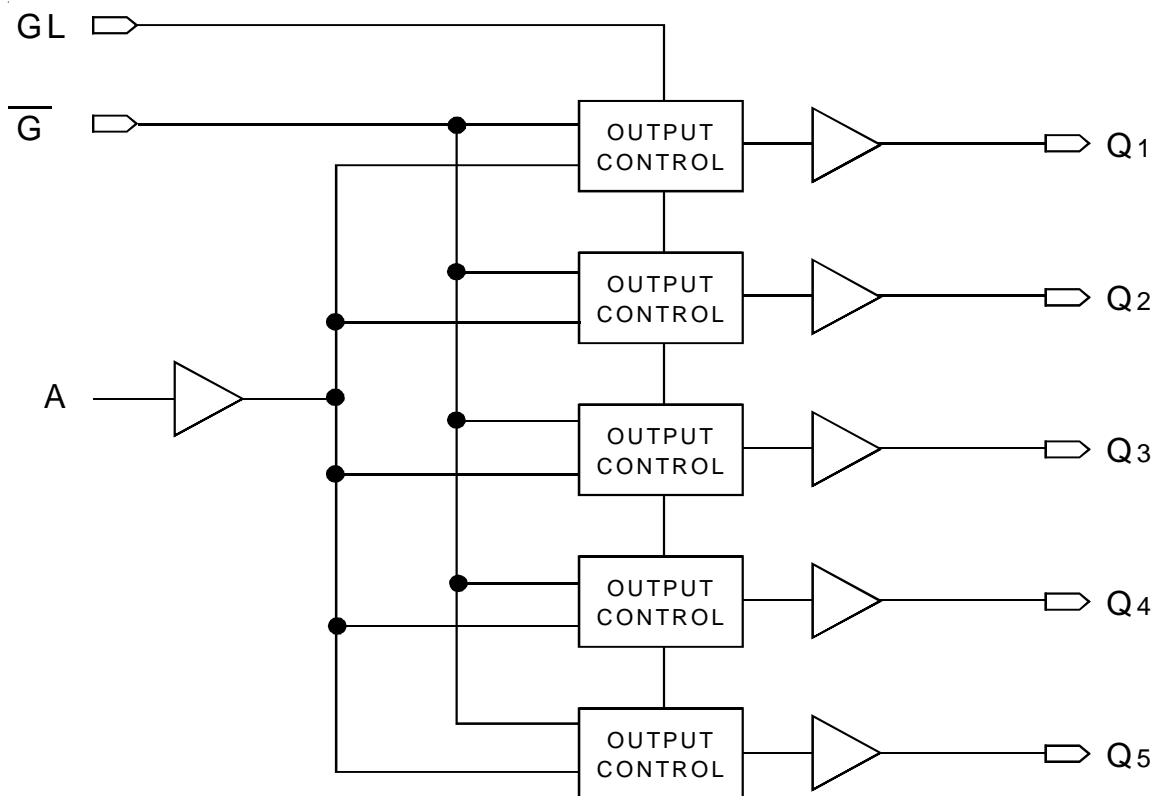 GL
G̅
OUTPUT
CONTROL
Q1
OUTPUT
CONTROL
Q2
A
OUTPUT
CONTROL
Q3
OUTPUT
CONTROL
Q4
OUTPUT
CONTROL
Q5